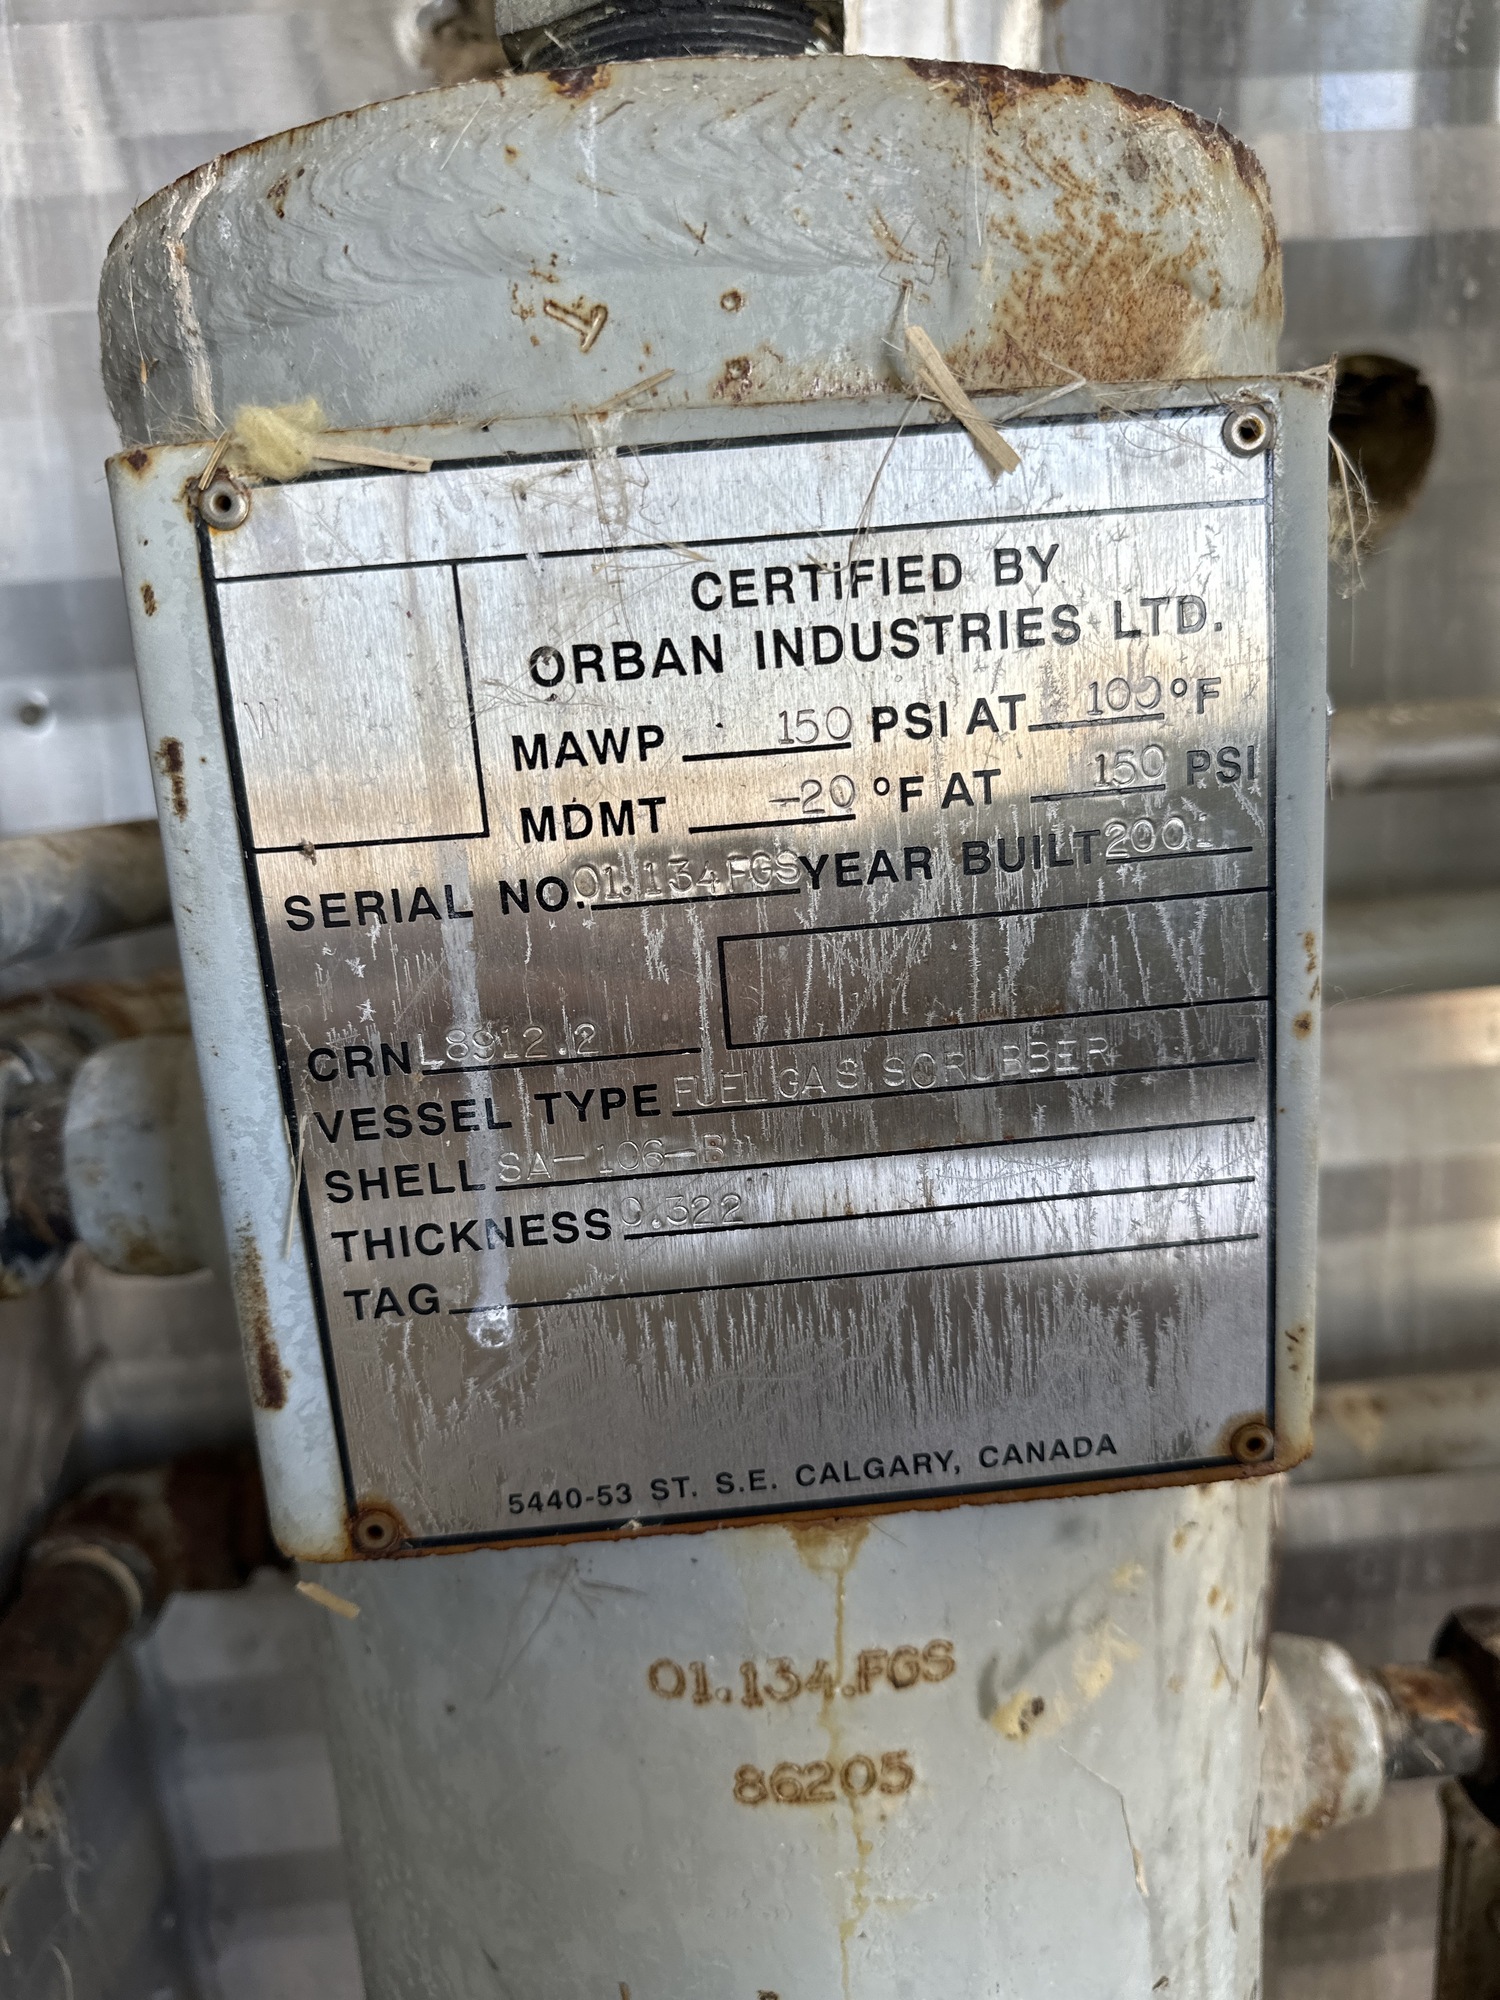 CERTIFIED BY
ORBAN INDUSTRIES LTD.
MAWP 150 PSI AT 100°F
MDMT -20 °F AT 150 PSI
SERIAL NO. 01.134FGS YEAR BUILT 2001
CRN L8912.2
VESSEL TYPE FUEL GAS SCRUBBER
SHELL SA-106-B
THICKNESS 0.322
TAG
5440-53 ST. S.E. CALGARY, CANADA
01.134.FGS
86205